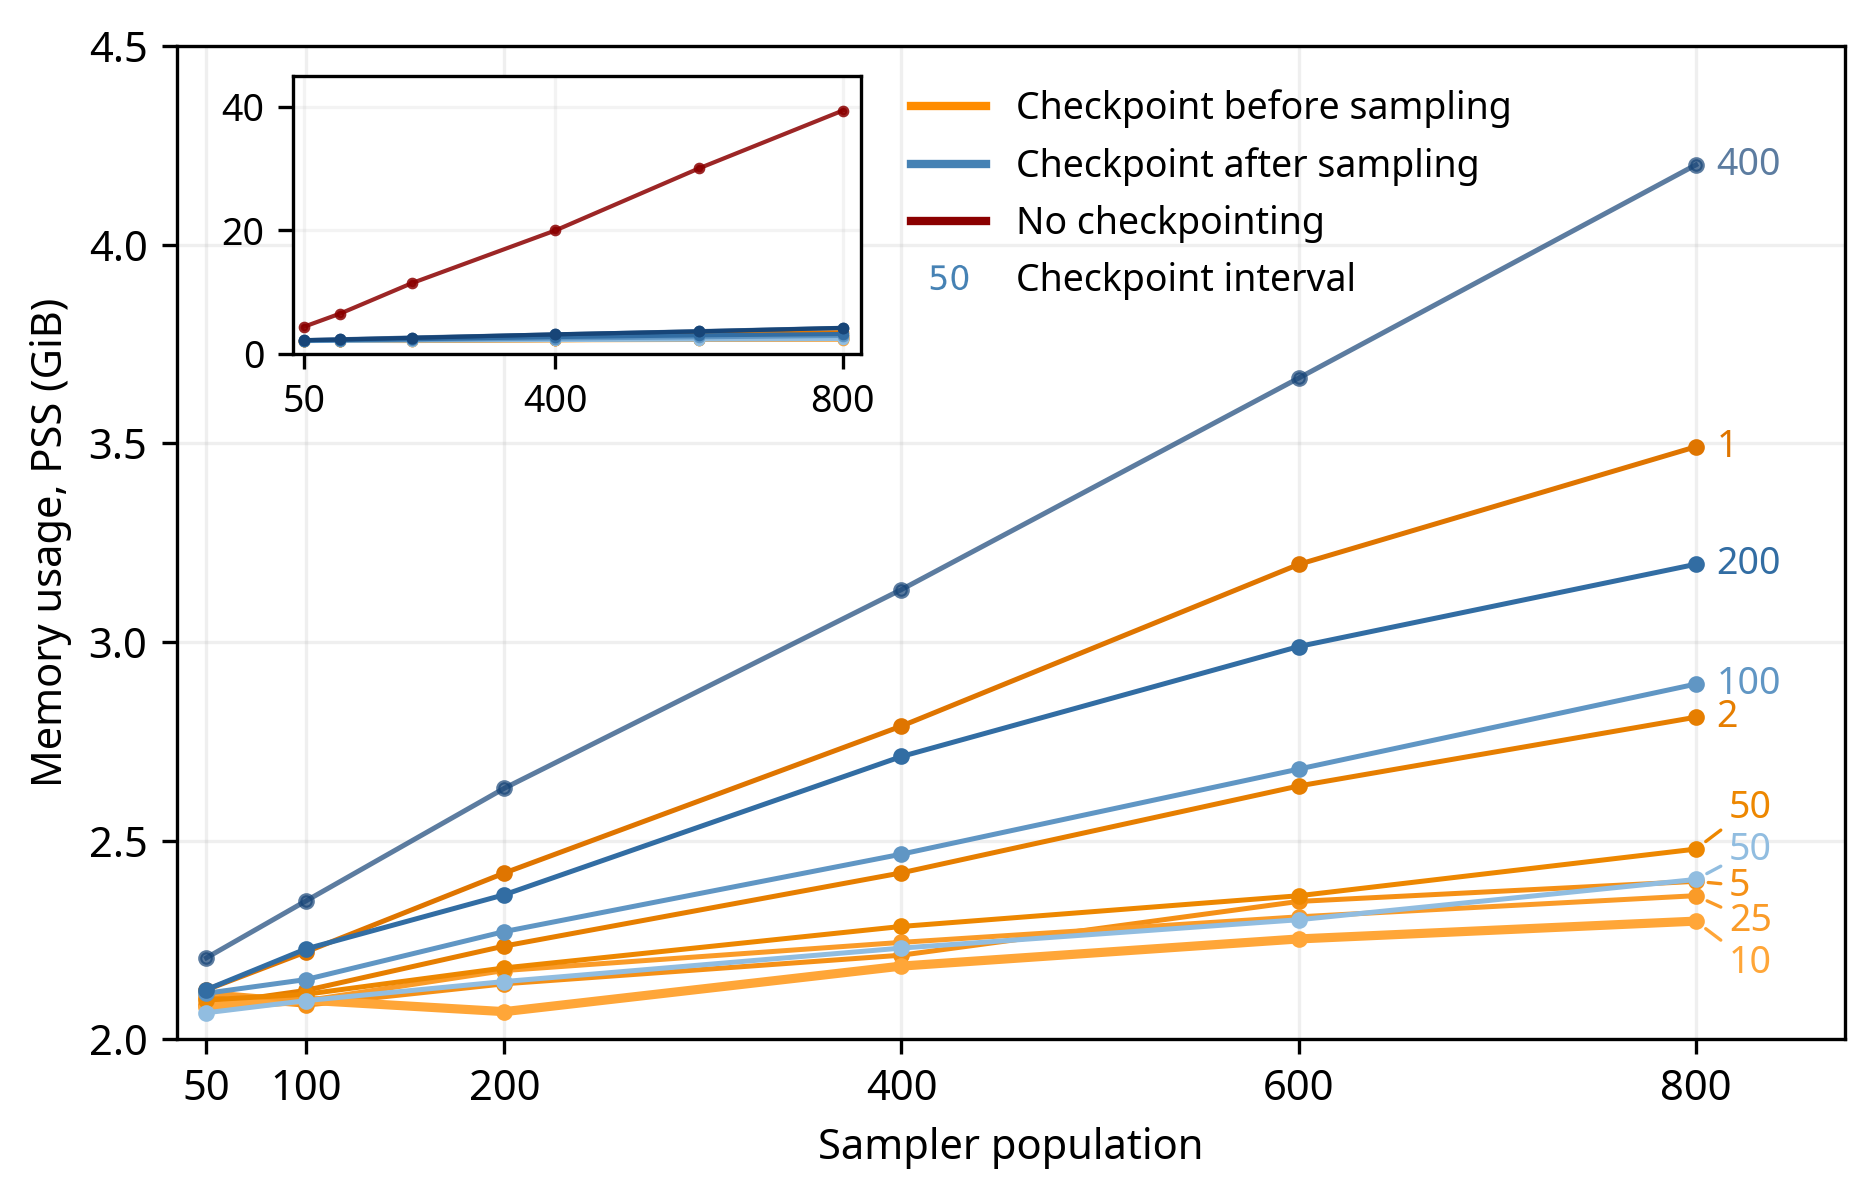 4.5
4.0
3.5
3.0
2.5
2.0
Memory usage, PSS (GiB)
40
20
0
50 400 800
Checkpoint before sampling
Checkpoint after sampling
No checkpointing
50 Checkpoint interval
400
1
200
100
2
50
50
5
25
10
50 100 200 400 600 800
Sampler population